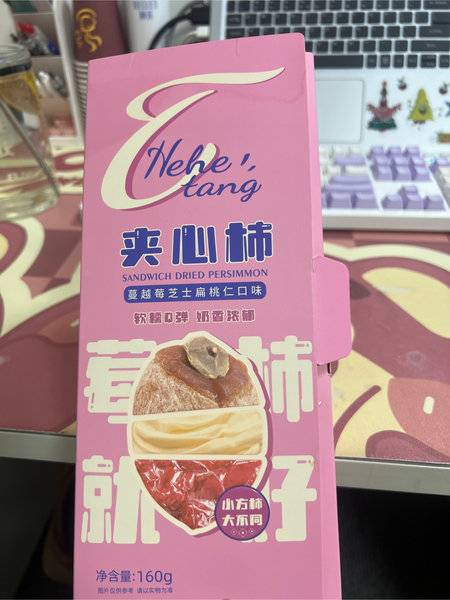 Hehe',
tang
夹心柿
SANDWICH DRIED PERSIMMON
蔓越莓芝士扁桃仁口味
软糯Q弹 奶香浓郁
莓柿
就好
小方柿
大不同
净含量:160g
图片仅供参考 请以实物为准